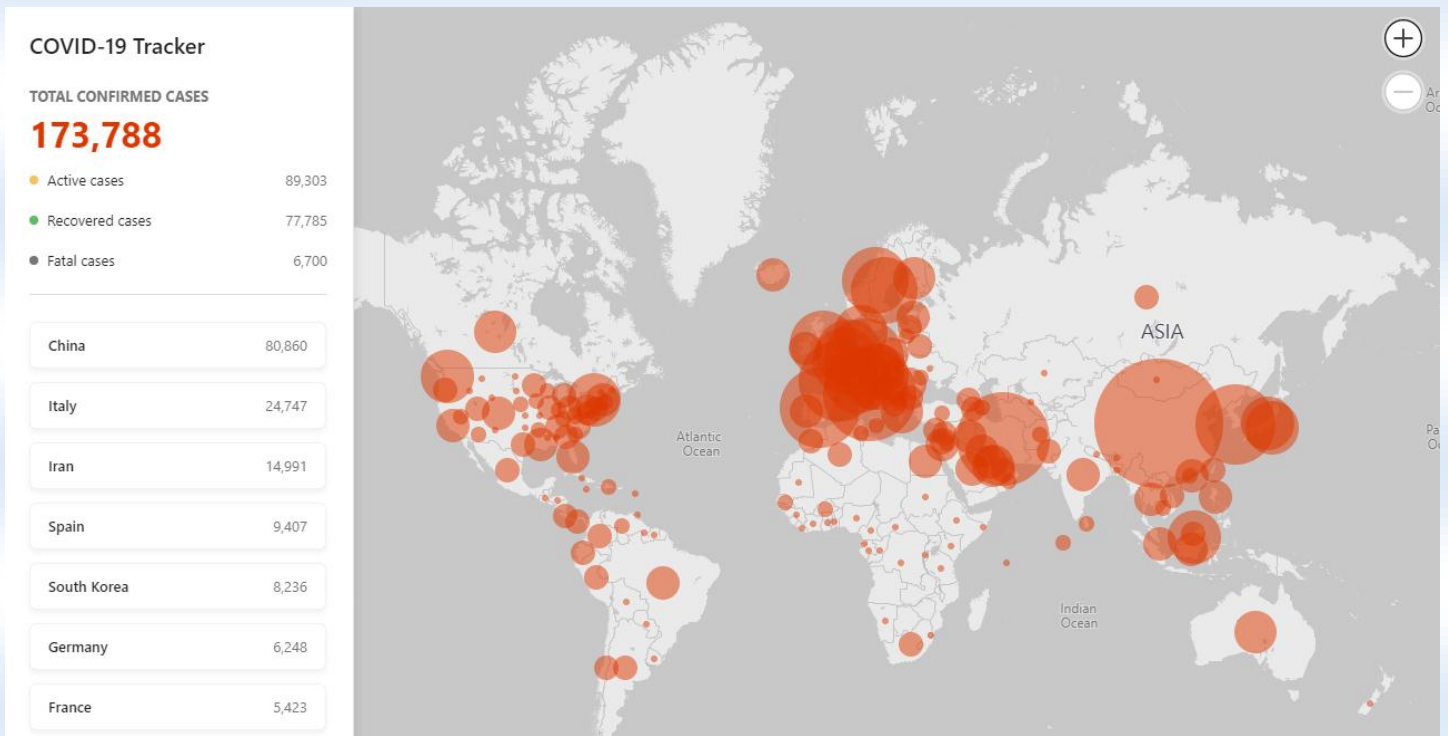 COVID-19 Tracker
TOTAL CONFIRMED CASES
173,788
Active cases 89,303
Recovered cases 77,785
Fatal cases 6,700
China 80,860
Italy 24,747
Iran 14,991
Spain 9,407
South Korea 8,236
Germany 6,248
France 5,423
ASIA
Atlantic
Ocean
Indian
Ocean